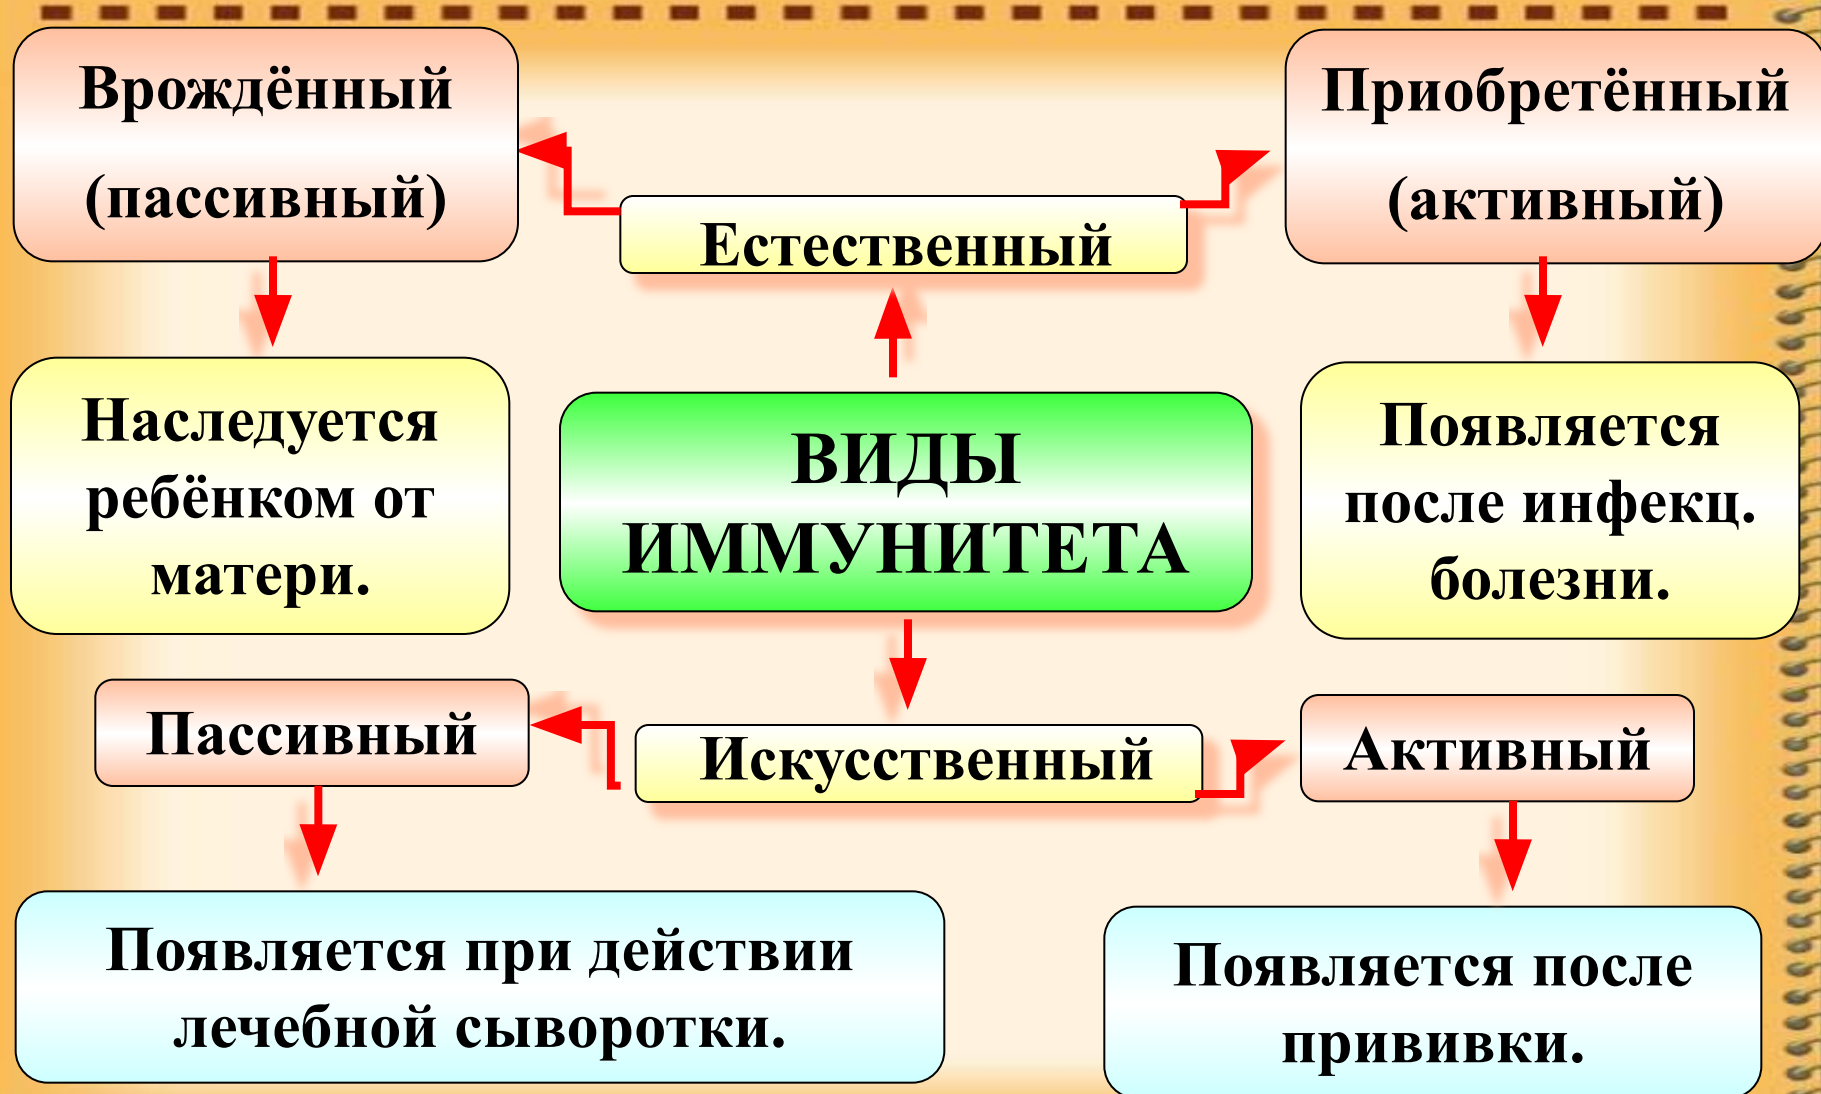 Врождённый
(пассивный)
Приобретённый
(активный)
Естественный
Наследуется
ребёнком от
матери.
ВИДЫ
ИММУНИТЕТА
Появляется
после инфекц.
болезни.
Пассивный
Искусственный
Активный
Появляется при действии
лечебной сыворотки.
Появляется после
прививки.